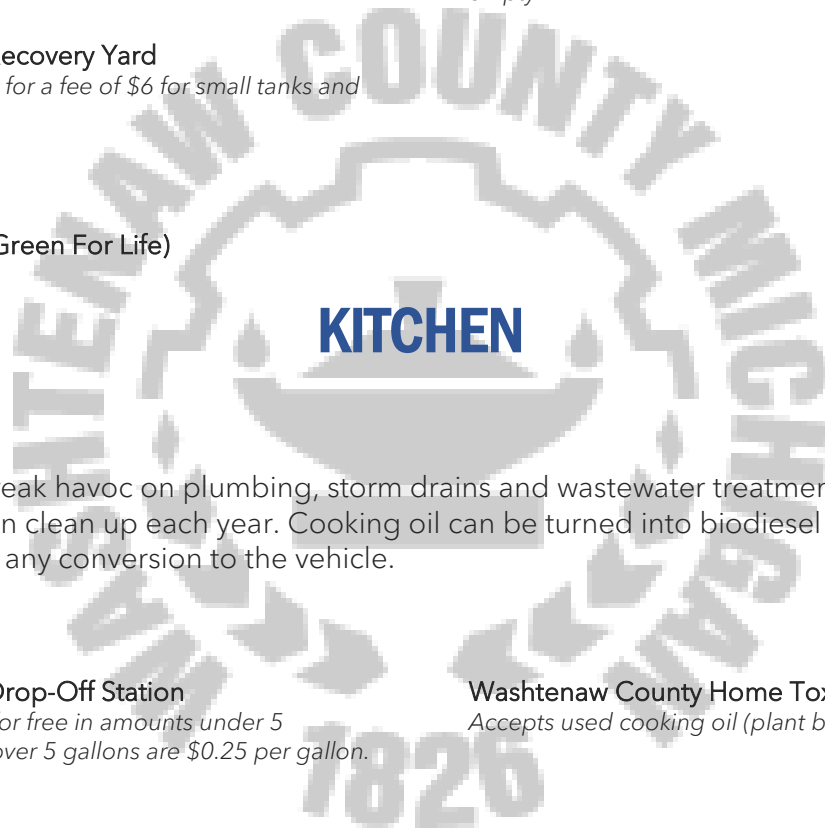 ecovery Yard
for a fee of $6 for small tanks and
Green For Life)
KITCHEN
eak havoc on plumbing, storm drains and wastewater treatmen
n clean up each year. Cooking oil can be turned into biodiesel
any conversion to the vehicle.
Drop-Off Station
or free in amounts under 5
over 5 gallons are $0.25 per gallon.
Washtenaw County Home Tox
Accepts used cooking oil (plant b
WASHTENAW COUNTY MICHIGAN
1826